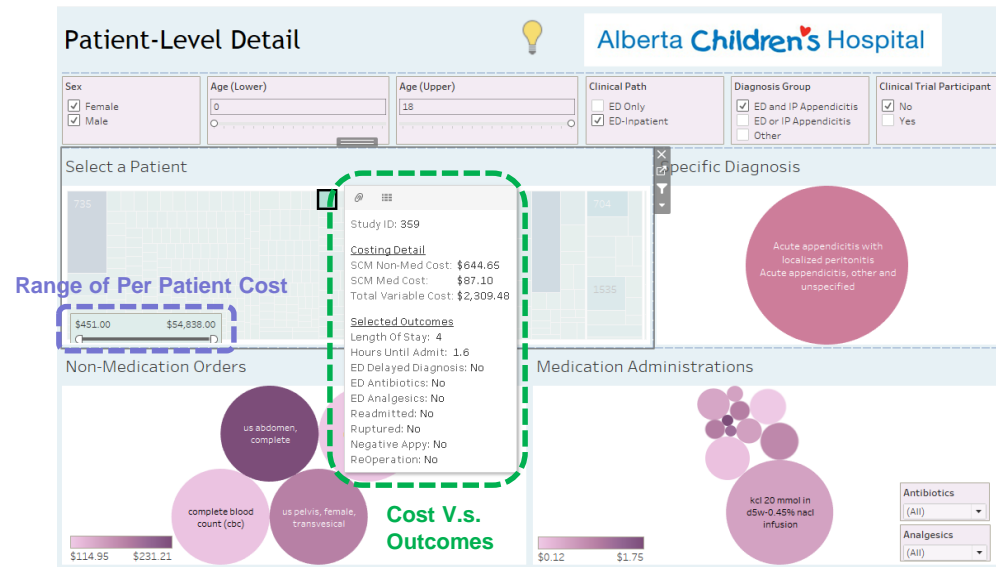 Patient-Level Detail
Alberta Children's Hospital
Sex
Female
Male
Age (Lower)
0
Age (Upper)
18
Clinical Path
ED Only
ED-Inpatient
Diagnosis Group
ED and IP Appendicitis
ED or IP Appendicitis
Other
Clinical Trial Participant
No
Yes
Select a Patient
735
704
1535
Range of Per Patient Cost
$451.00 $54,838.00
Study ID: 359
Costing Detail
SCM Non-Med Cost: $644.65
SCM Med Cost: $87.10
Total Variable Cost: $2,309.48
Selected Outcomes
Length Of Stay: 4
Hours Until Admit: 1.6
ED Delayed Diagnosis: No
ED Antibiotics: No
ED Analgesics: No
Readmitted: No
Ruptured: No
Negative Appy: No
ReOperation: No
Cost V.s.
Outcomes
pecific Diagnosis
Acute appendicitis with
localized peritonitis
Acute appendicitis, other and
unspecified
Non-Medication Orders
us abdomen,
complete
complete blood
count (cbc)
us pelvis, female,
transvesical
$114.95 $231.21
Medication Administrations
kcl 20 mmol in
d5w-0.45% nacl
infusion
$0.12 $1.75
Antibiotics
(All)
Analgesics
(All)